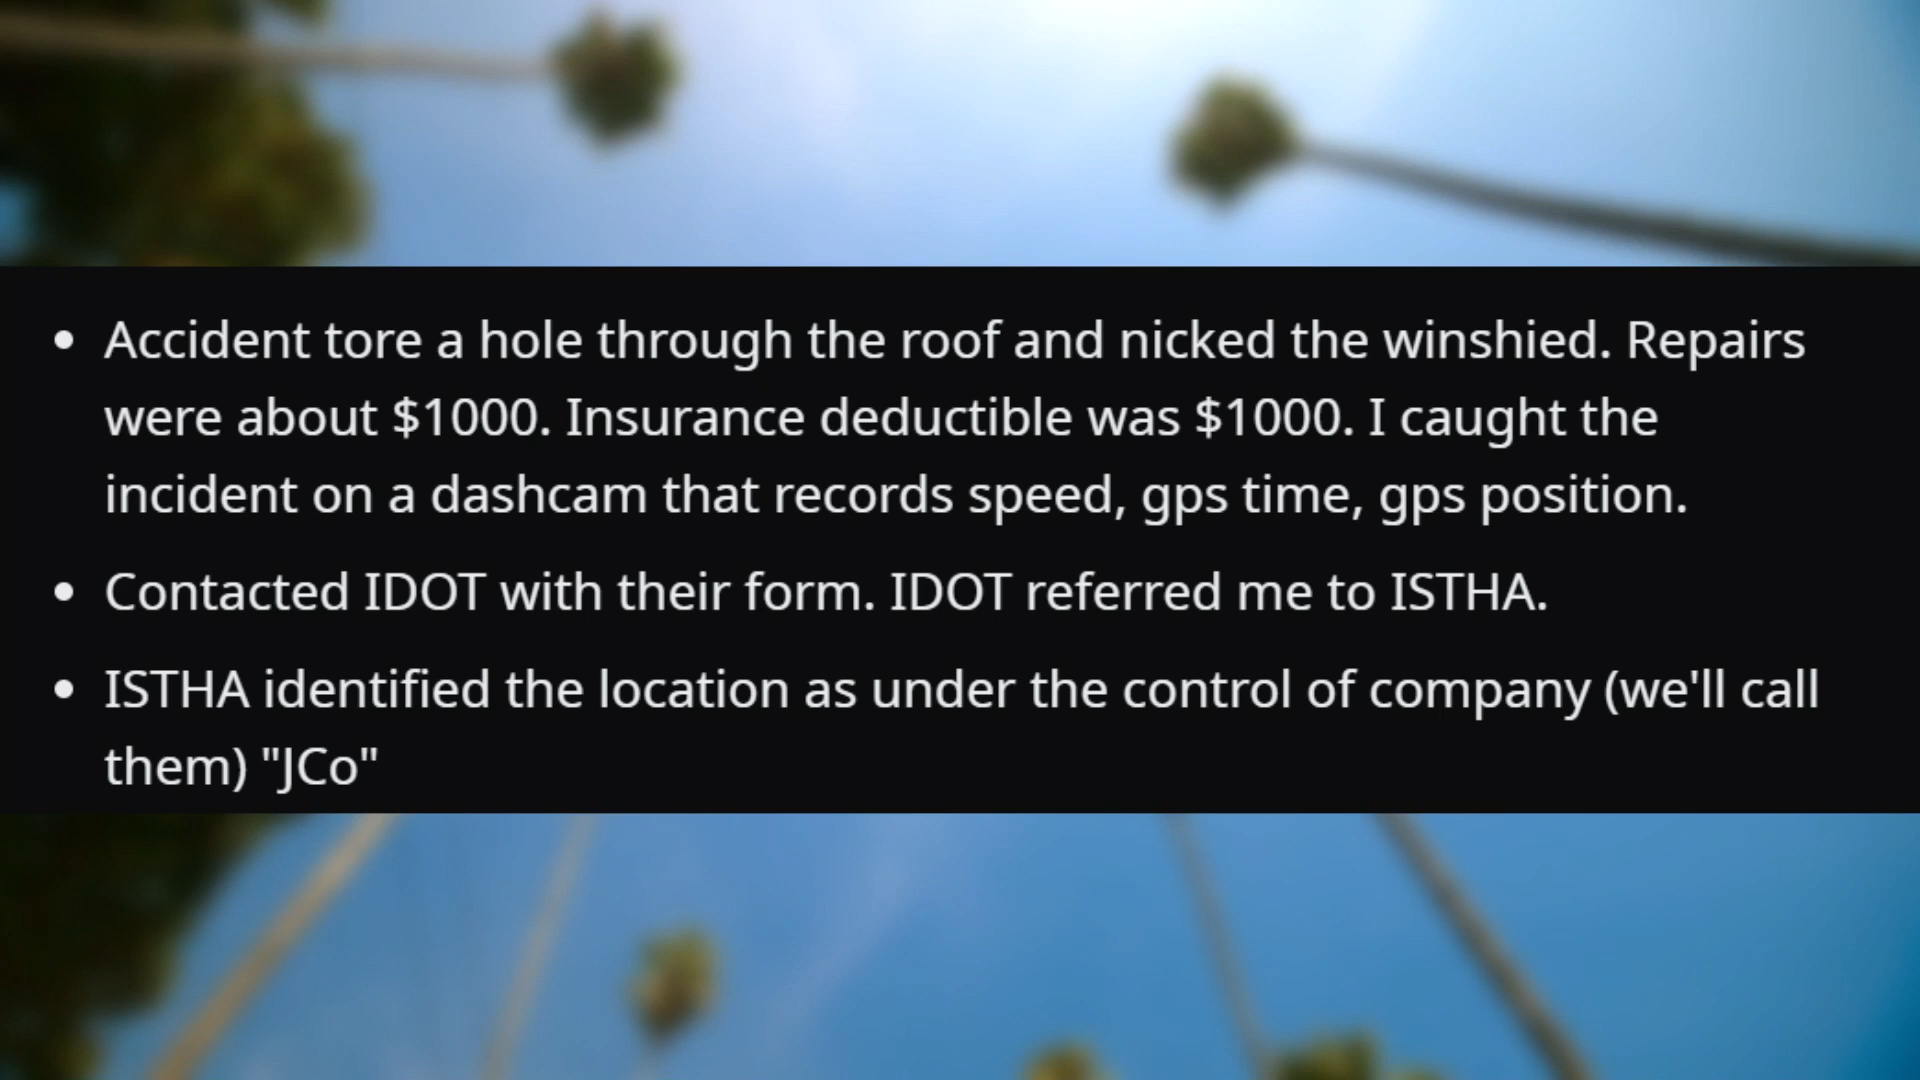 • Accident tore a hole through the roof and nicked the winshied. Repairs
were about $1000. Insurance deductible was $1000. I caught the
incident on a dashcam that records speed, gps time, gps position.
• Contacted IDOT with their form. IDOT referred me to ISTHA.
• ISTHA identified the location as under the control of company (we'll call
them) "JCo"